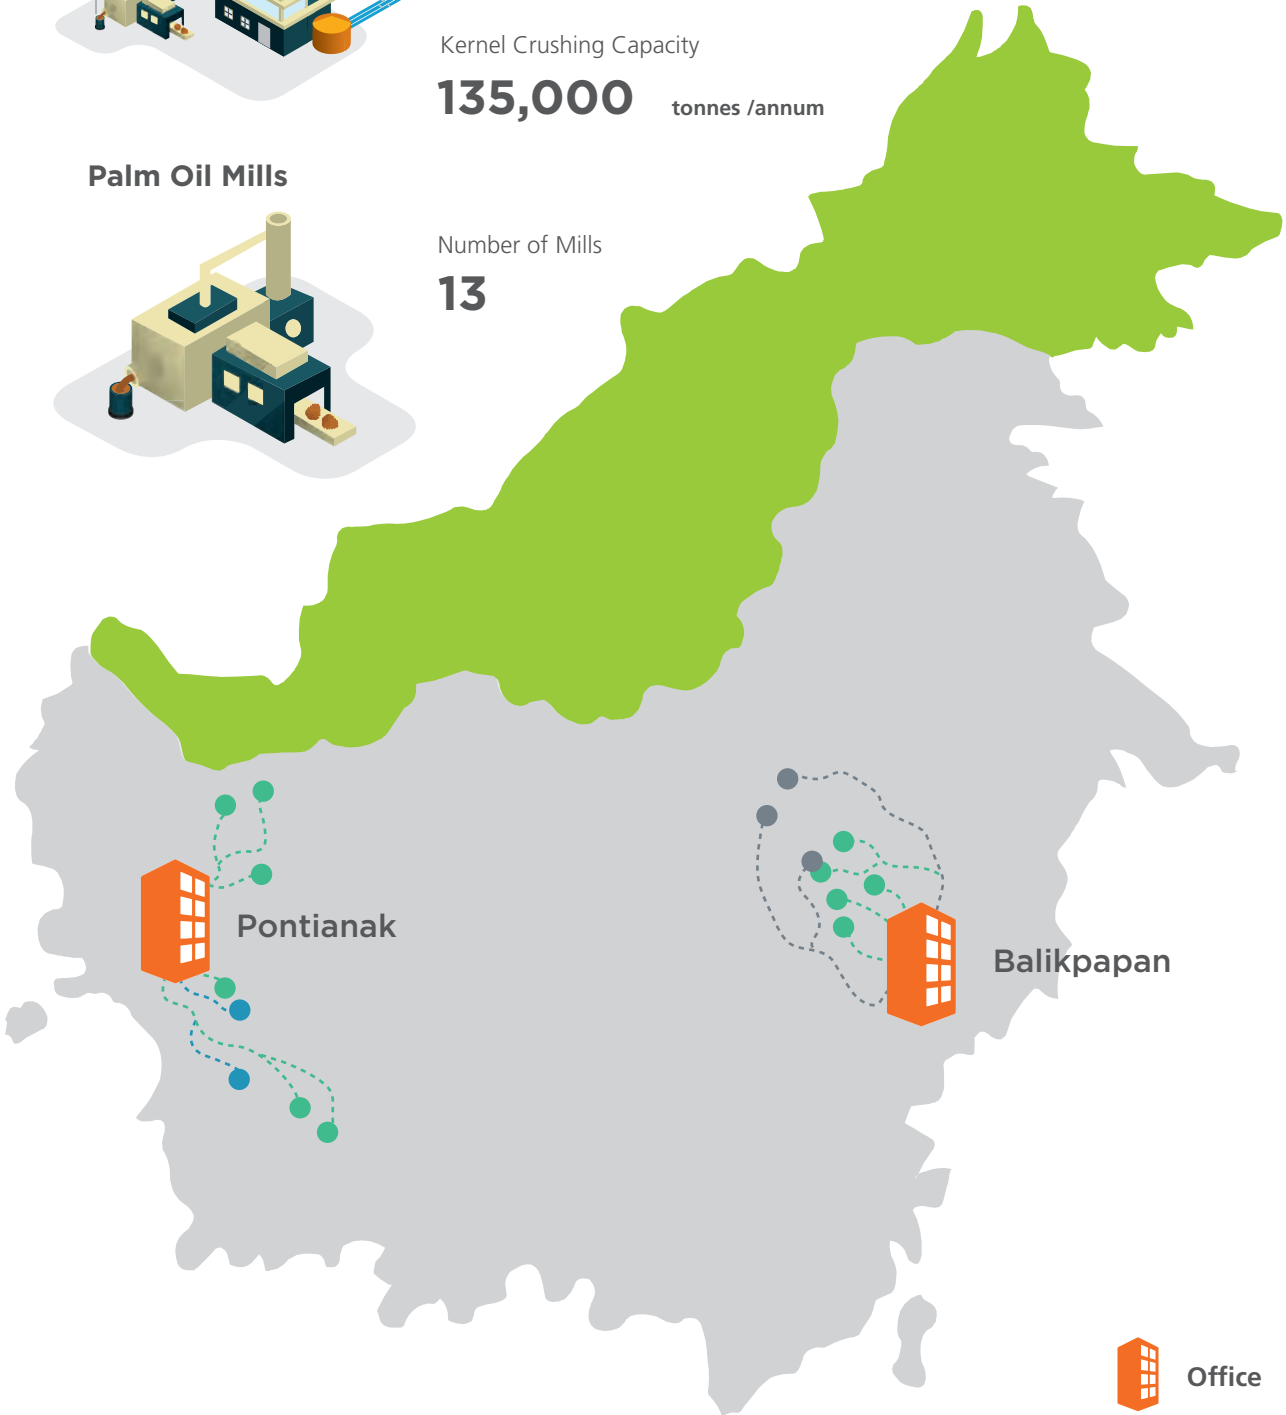 Kernel Crushing Capacity
135,000 tonnes /annum
Palm Oil Mills
Number of Mills
13
Pontianak
Balikpapan
Office